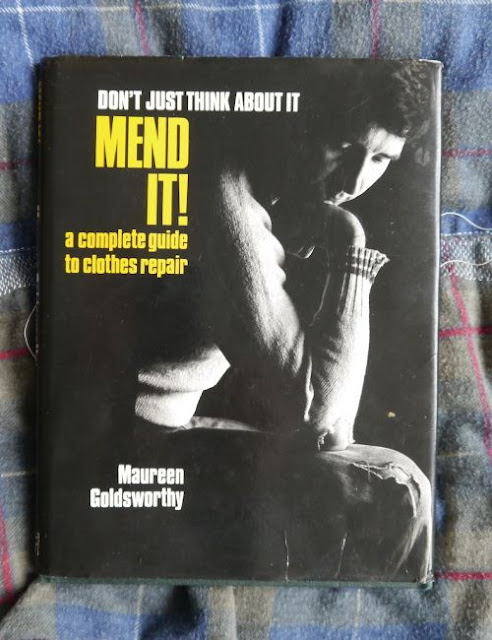 DON'T JUST THINK ABOUT IT
MEND
IT!
a complete guide
to clothes repair
Maureen
Goldsworthy